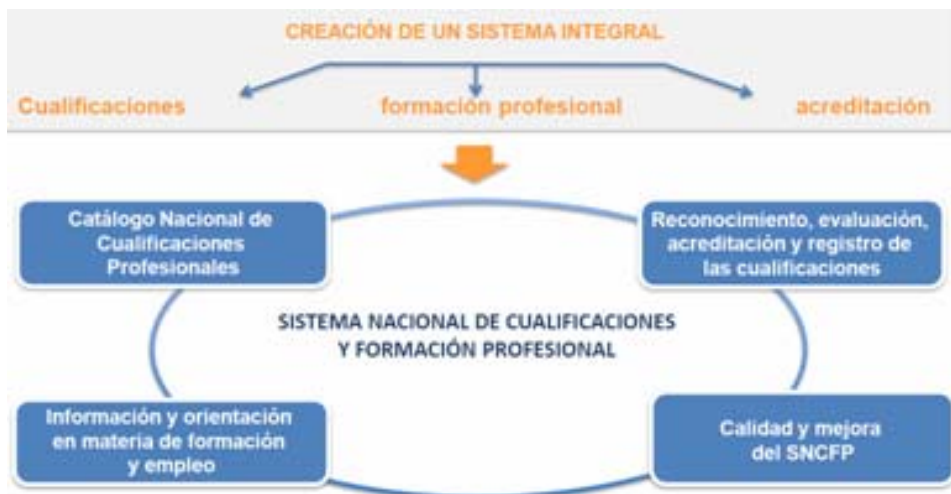 CREACIÓN DE UN SISTEMA INTEGRAL
Cualificaciones
formación profesional
acreditación
Catálogo Nacional de
Cualificaciones
Profesionales
Reconocimiento, evaluación,
acreditación y registro de
las cualificaciones
SISTEMA NACIONAL DE CUALIFICACIONES
Y FORMACIÓN PROFESIONAL
Información y orientación
en materia de formación
y empleo
Calidad y mejora
del SNCFP